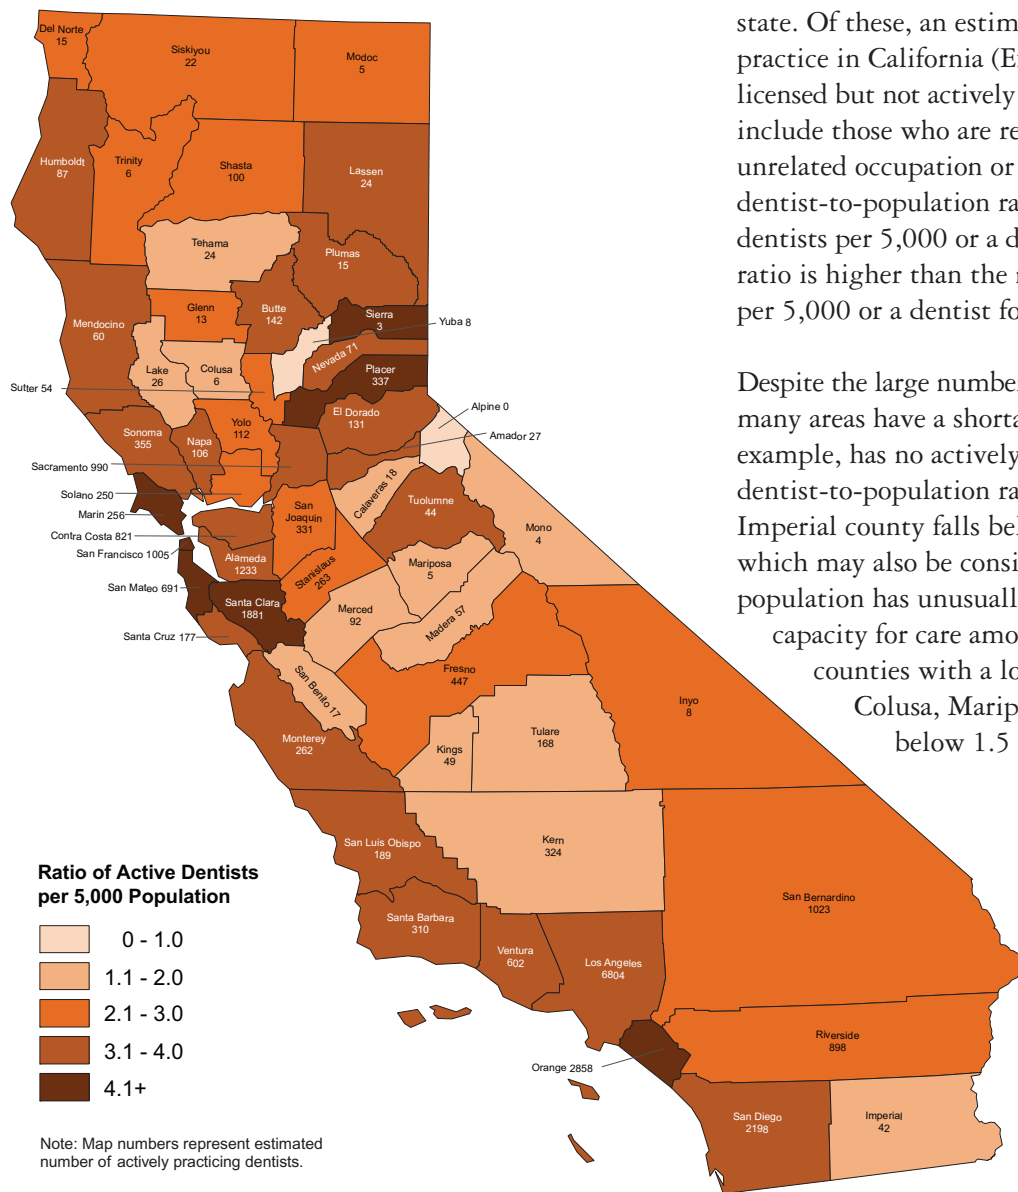 Del Norte
15
Siskiyou
22
Modoc
5
Humboldt
87
Trinity
6
Shasta
100
Lassen
24
Tehama
24
Plumas
15
Mendocino
60
Glenn
13
Butte
142
Sierra
3
Yuba 8
Nevada 71
Lake
26
Colusa
6
Placer
337
Sutter 54
El Dorado
131
Alpine 0
Sonoma
355
Napa
106
Yolo
112
Amador 27
Sacramento 990
Calaveras 18
Tuolumne
44
Solano 250
Marin 256
San
Joaquin
331
Mono
4
Contra Costa 821
San Francisco 1005
Alameda
1233
Stanislaus
263
Mariposa
5
San Mateo 691
Santa Clara
1881
Merced
92
Madera 57
Santa Cruz 177
San Benito 17
Fresno
447
Inyo
8
Monterey
262
Kings
49
Tulare
168
San Luis Obispo
189
Kern
324
San Bernardino
1023
Santa Barbara
310
Ventura
602
Los Angeles
6804
Riverside
898
Orange 2858
San Diego
2198
Imperial
42
Ratio of Active Dentists
per 5,000 Population
0 - 1.0
1.1 - 2.0
2.1 - 3.0
3.1 - 4.0
4.1+
Note: Map numbers represent estimated
number of actively practicing dentists.
state. Of these, an estim
practice in California (E
licensed but not actively
include those who are re
unrelated occupation or
dentist-to-population ra
dentists per 5,000 or a d
ratio is higher than the
per 5,000 or a dentist fo
Despite the large number
many areas have a shorta
example, has no actively
dentist-to-population ra
Imperial county falls bel
which may also be consi
population has unusuall
capacity for care amo
counties with a lo
Colusa, Marip
below 1.5